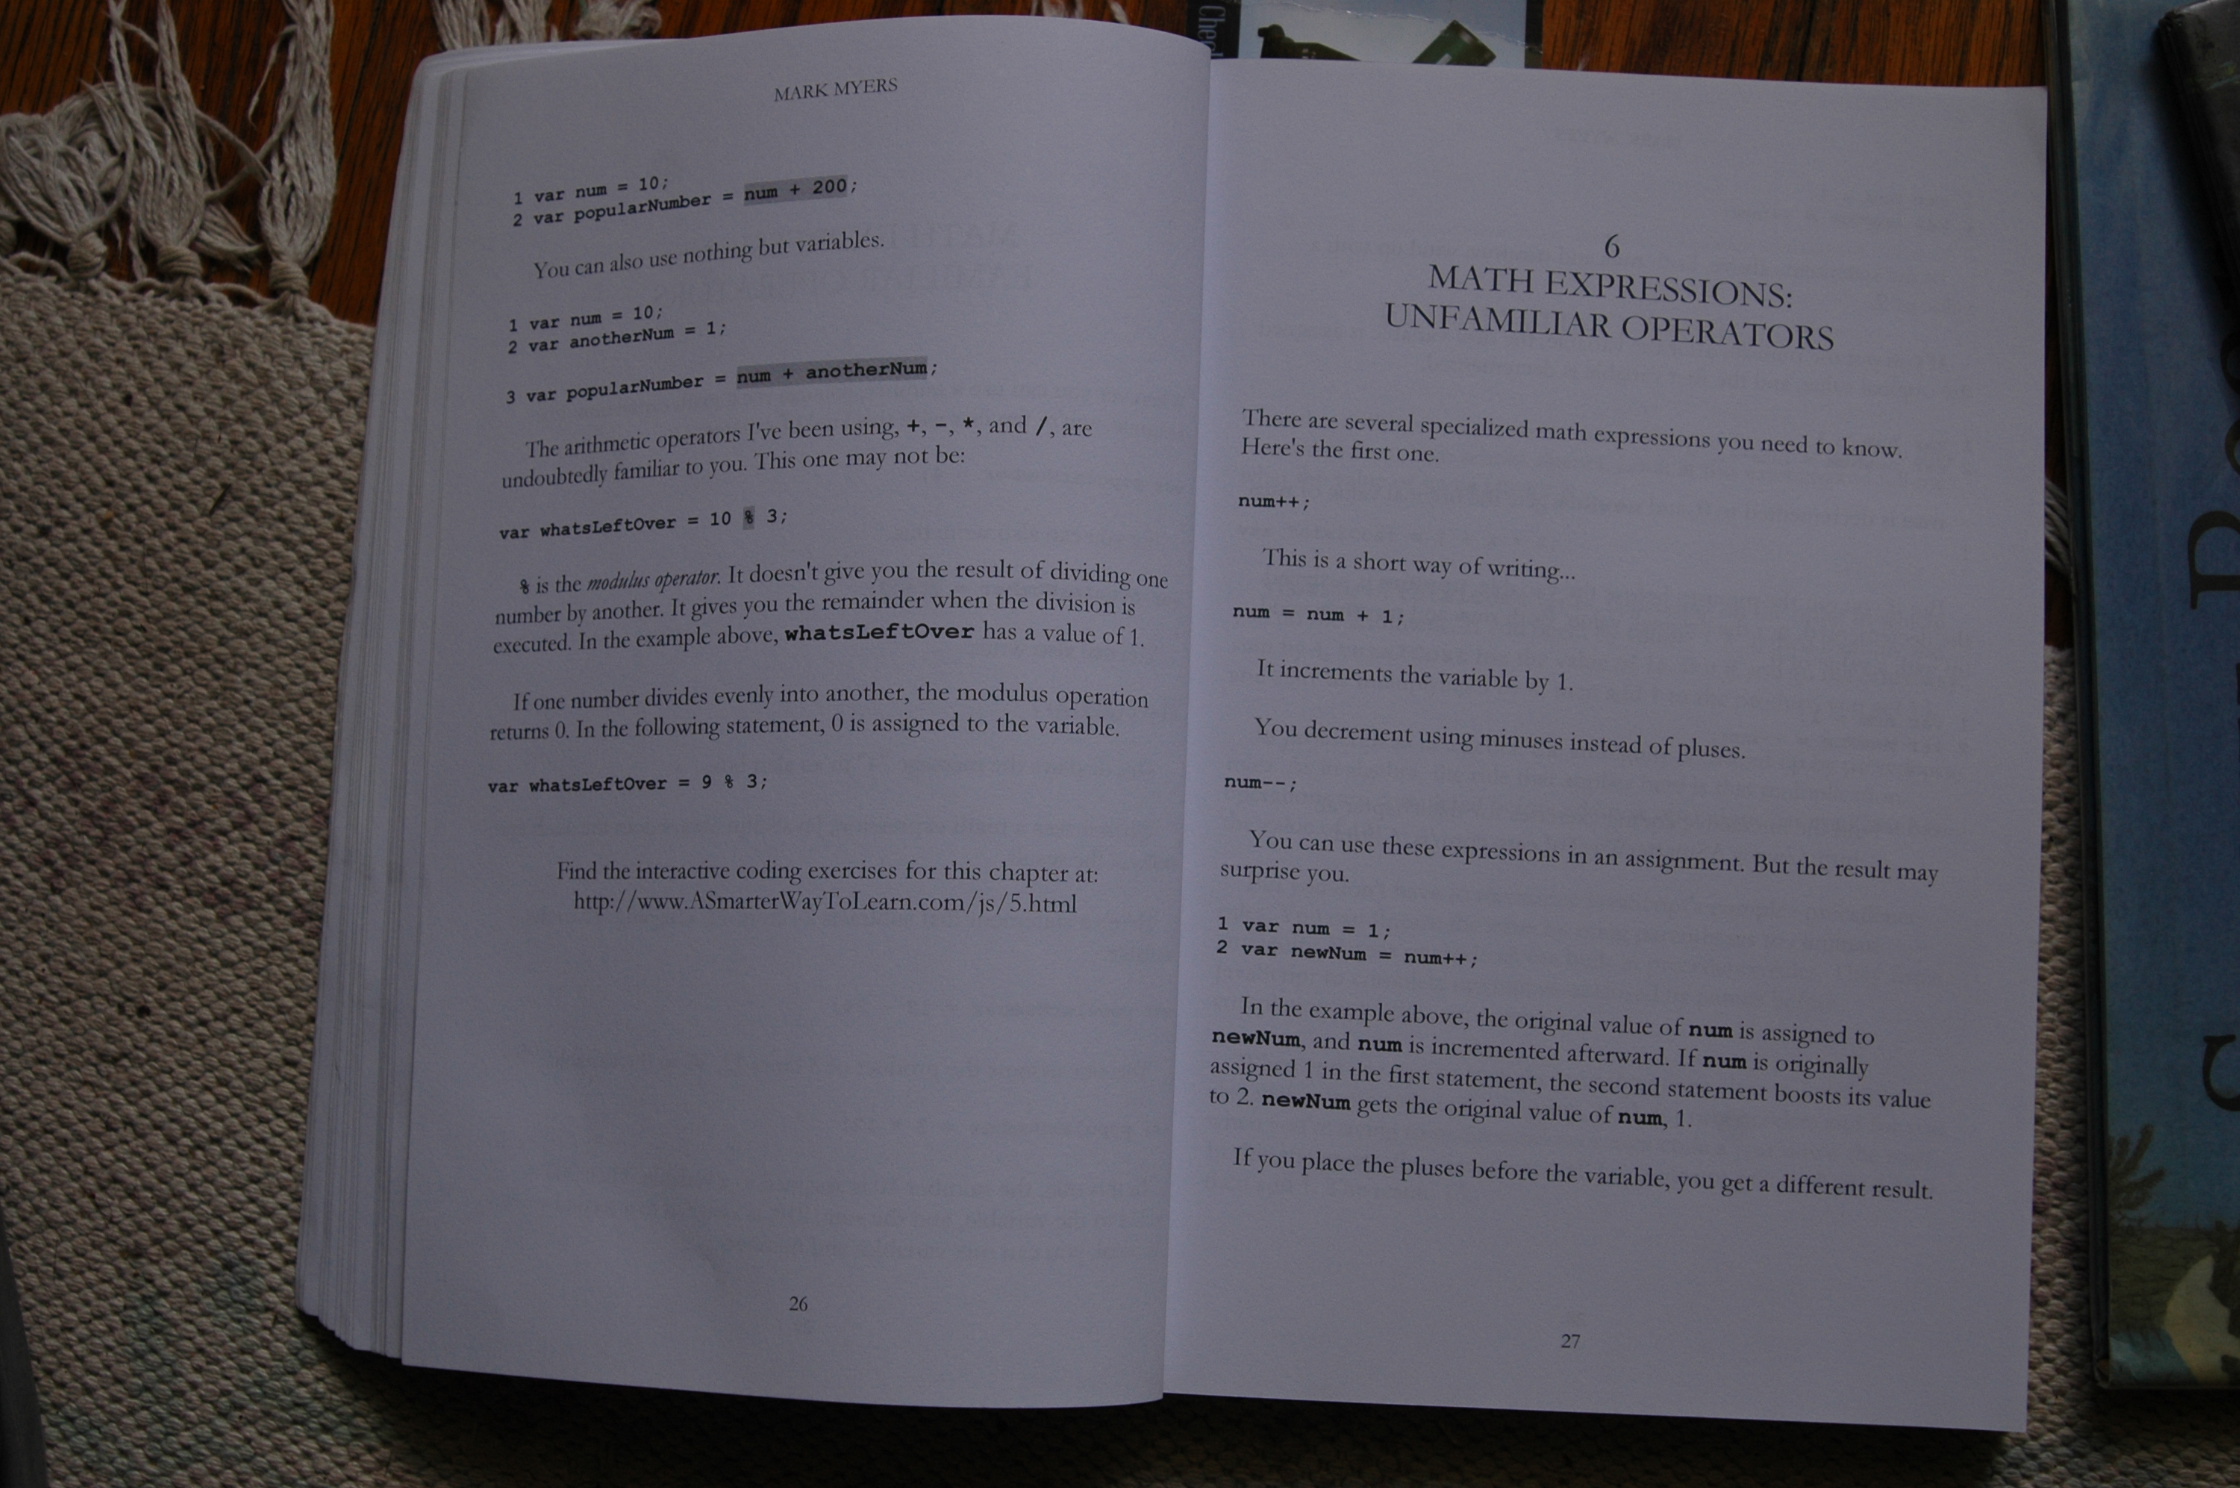 MARK MYERS
1 var num = 10;
2 var popularNumber = num + 200;
You can also use nothing but variables.
1 var num = 10;
2 var anotherNum = 1;
3 var popularNumber = num + anotherNum;
The arithmetic operators I've been using, +, -, *, and /, are
undoubtedly familiar to you. This one may not be:
var whatsLeftOver = 10 % 3;
% is the modulus operator. It doesn't give you the result of dividing one
number by another. It gives you the remainder when the division is
executed. In the example above, whatsLeftOver has a value of 1.
If one number divides evenly into another, the modulus operation
returns 0. In the following statement, 0 is assigned to the variable.
var whatsLeftOver = 9 % 3;
Find the interactive coding exercises for this chapter at:
http://www.ASmarterWayToLearn.com/js/5.html
26
6
MATH EXPRESSIONS:
UNFAMILIAR OPERATORS
There are several specialized math expressions you need to know.
Here's the first one.
num++;
This is a short way of writing...
num = num + 1;
It increments the variable by 1.
You decrement using minuses instead of pluses.
num--;
You can use these expressions in an assignment. But the result may
surprise you.
1 var num = 1;
2 var newNum = num++;
In the example above, the original value of num is assigned to
newNum, and num is incremented afterward. If num is originally
assigned 1 in the first statement, the second statement boosts its value
to 2. newNum gets the original value of num, 1.
If you place the pluses before the variable, you get a different result.
27